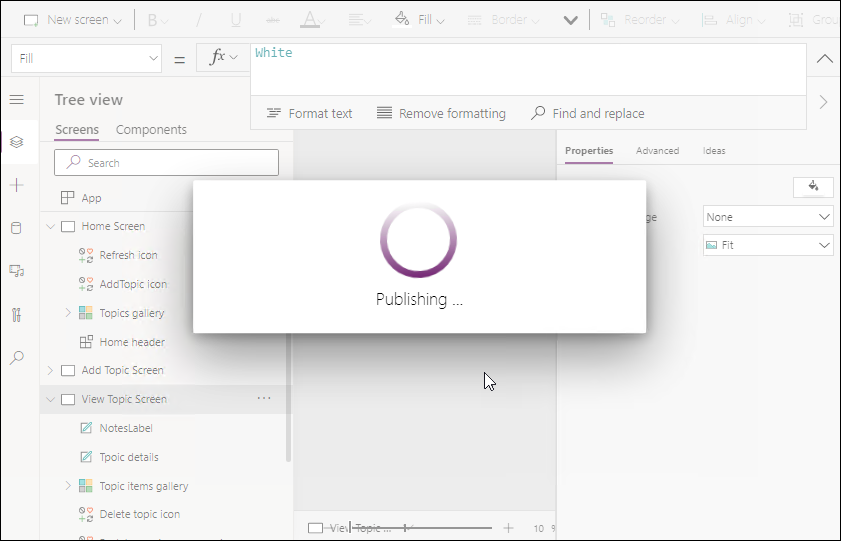 New screen B / U A Fill Border Reorder Align Grou
Fill = fx White
Format text Remove formatting Find and replace
Tree view
Screens Components
Properties Advanced Ideas
Search
App
None
Home Screen
Fit
Refresh icon
AddTopic icon
Topics gallery
Publishing ...
Home header
Add Topic Screen
View Topic Screen ...
NotesLabel
Tpoic details
Topic items gallery
Delete topic icon
View Topic ... 10 %